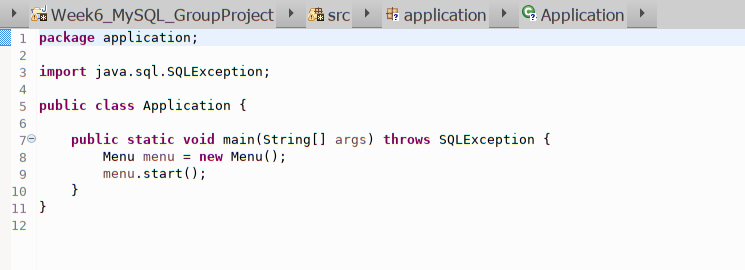 Week6_MySQL_GroupProject src application Application
1 package application;
2
3 import java.sql.SQLException;
4
5 public class Application {
6
7     public static void main(String[] args) throws SQLException {
8         Menu menu = new Menu();
9         menu.start();
10     }
11 }
12